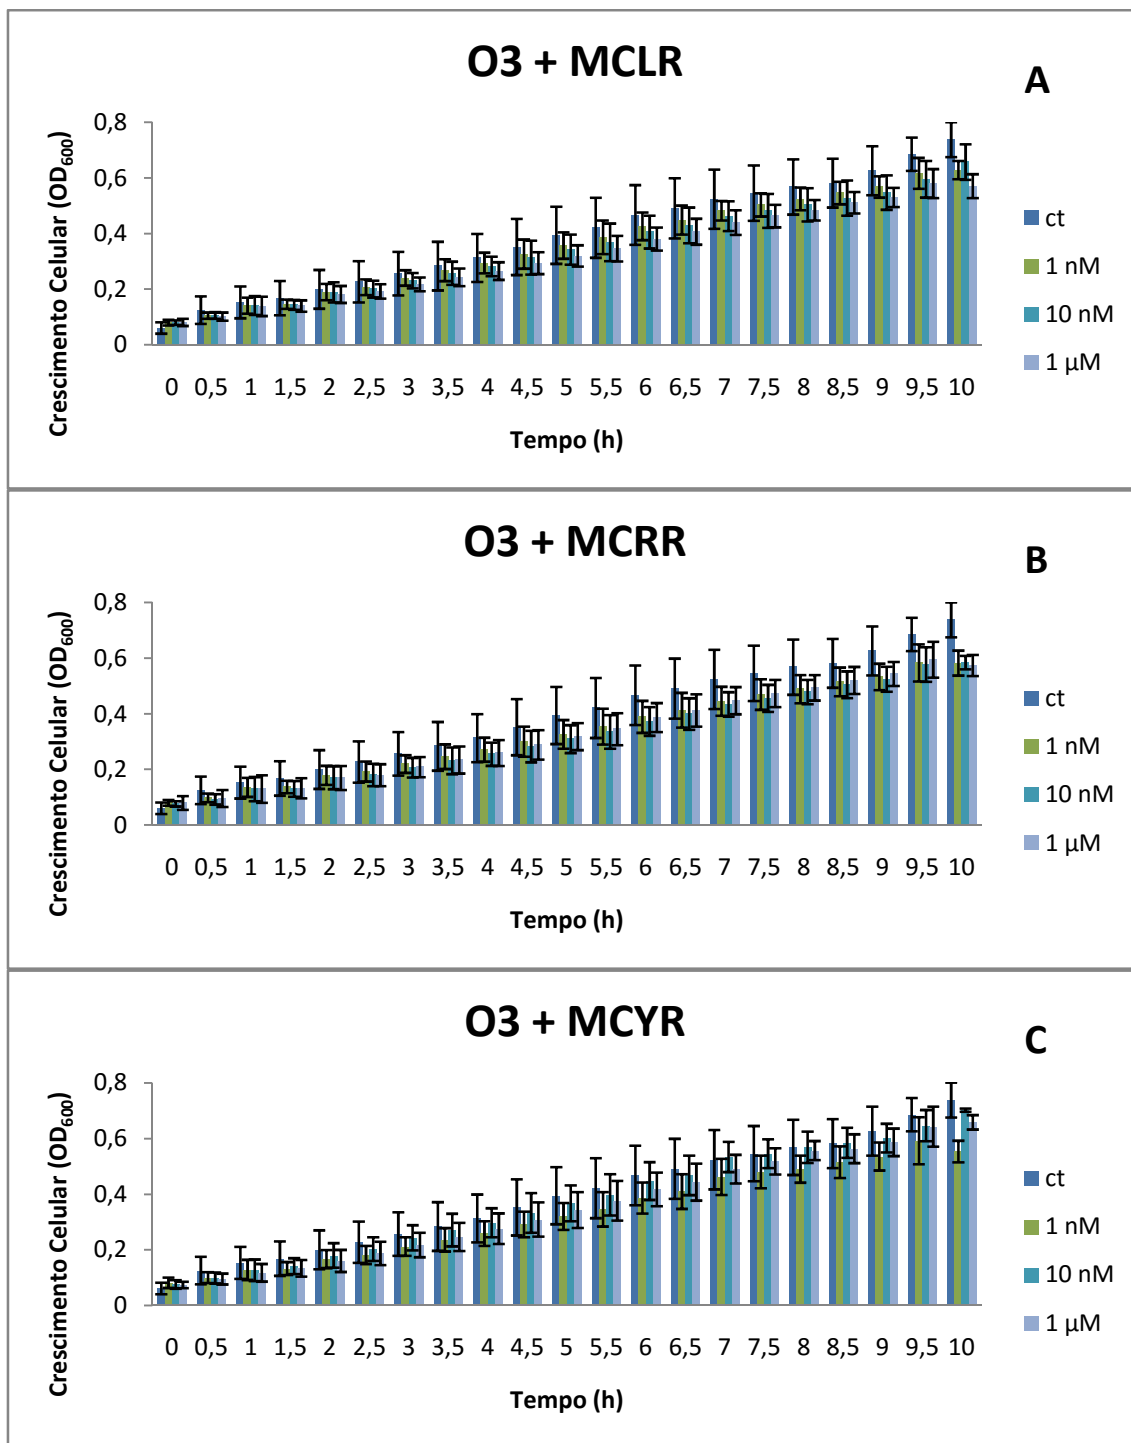 O3 + MCLR
A
Crescimento Celular (OD600)
0,8
0,6
0,4
0,2
0
0 0,5 1 1,5 2 2,5 3 3,5 4 4,5 5 5,5 6 6,5 7 7,5 8 8,5 9 9,5 10
Tempo (h)
ct
1 nM
10 nM
1 µM
O3 + MCRR
B
Crescimento Celular (OD600)
0,8
0,6
0,4
0,2
0
0 0,5 1 1,5 2 2,5 3 3,5 4 4,5 5 5,5 6 6,5 7 7,5 8 8,5 9 9,5 10
Tempo (h)
ct
1 nM
10 nM
1 µM
O3 + MCYR
C
Crescimento Celular (OD600)
0,8
0,6
0,4
0,2
0
0 0,5 1 1,5 2 2,5 3 3,5 4 4,5 5 5,5 6 6,5 7 7,5 8 8,5 9 9,5 10
Tempo (h)
ct
1 nM
10 nM
1 µM